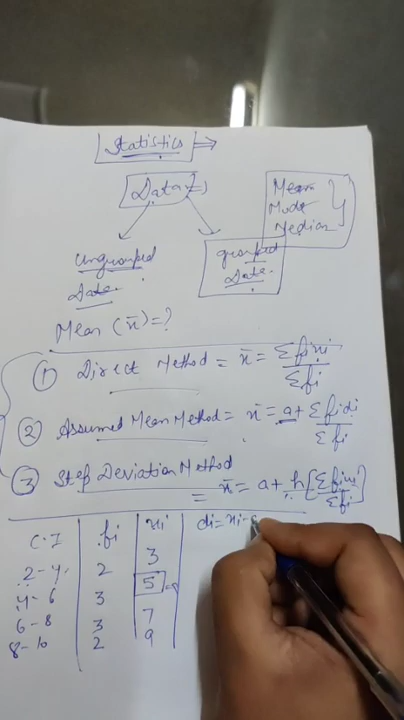 Statistics ⇒
Data ⇒
Mean
Mode
Median
Ungrouped
Data.
grouped
Data.
Mean (x̄) = ?
① Direct Method = x̄ = Σfixi / Σfi
② Assumed Mean Method = x̄ = a + Σfidi / Σfi
③ Step Deviation Method
= x̄ = a + h[Σfiui / Σfi]
C.I fi xi di = xi -
2-4 2 3
4-6 3 5
6-8 3 7
8-10 2 9